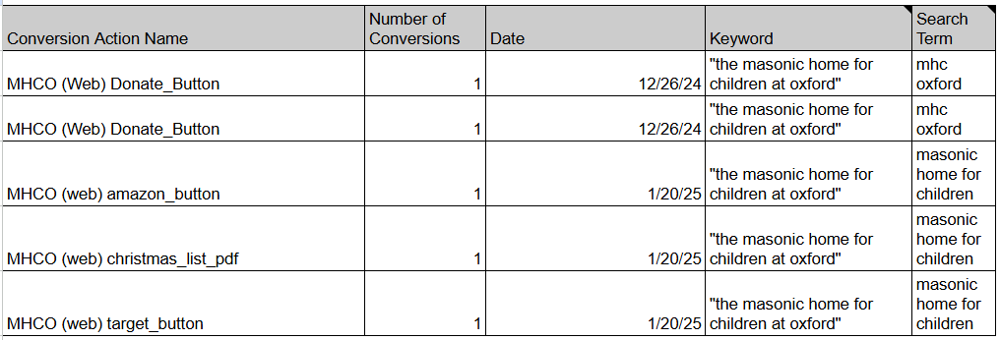 Conversion Action Name Number of Conversions Date Keyword Search Term
MHCO (Web) Donate_Button 1 12/26/24 "the masonic home for children at oxford" mhc oxford
MHCO (Web) Donate_Button 1 12/26/24 "the masonic home for children at oxford" mhc oxford
MHCO (web) amazon_button 1 1/20/25 "the masonic home for children at oxford" masonic home for children
MHCO (web) christmas_list_pdf 1 1/20/25 "the masonic home for children at oxford" masonic home for children
MHCO (web) target_button 1 1/20/25 "the masonic home for children at oxford" masonic home for children